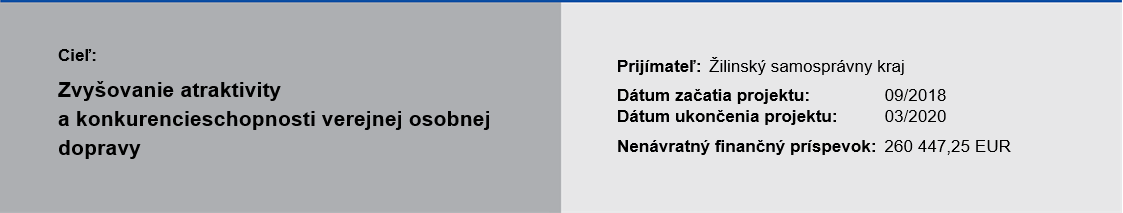 Cieľ:
Zvyšovanie atraktivity
a konkurencieschopnosti verejnej osobnej
dopravy
Prijímateľ: Žilinský samosprávny kraj
Dátum začatia projektu: 09/2018
Dátum ukončenia projektu: 03/2020
Nenávratný finančný príspevok: 260 447,25 EUR